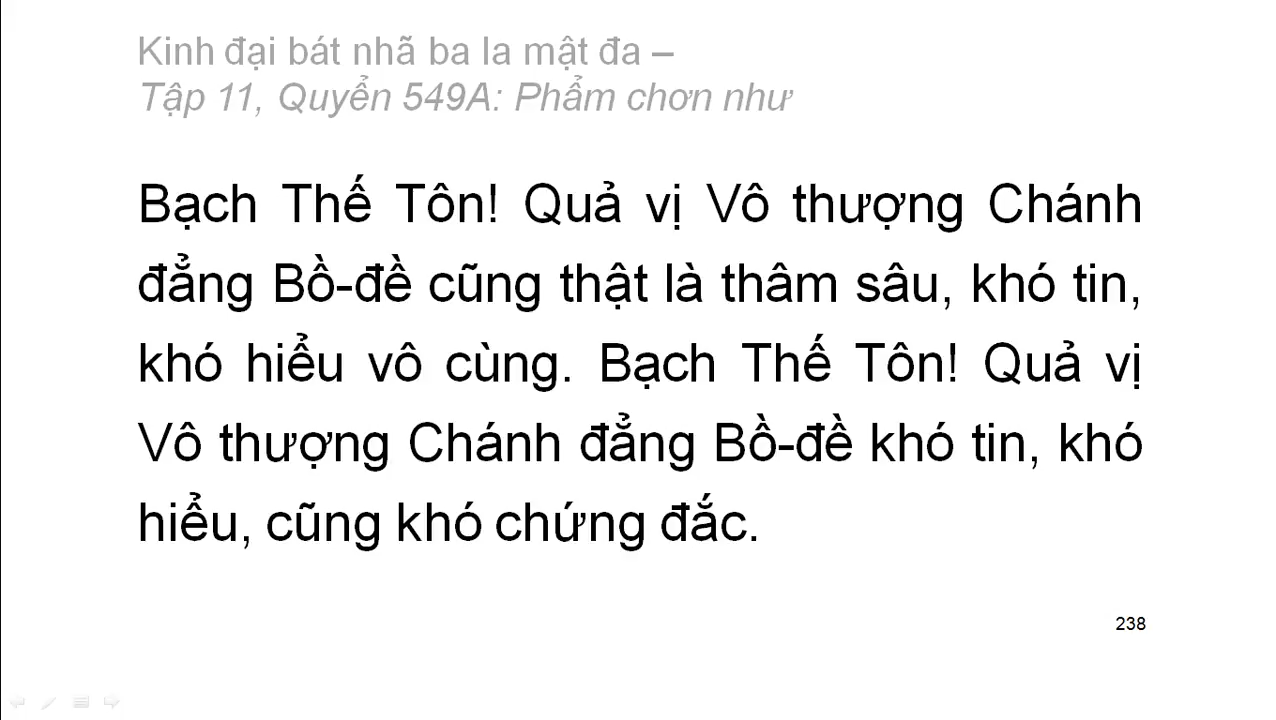 Kinh đại bát nhã ba la mật đa –
Tập 11, Quyển 549A: Phẩm chơn như
Bạch Thế Tôn! Quả vị Vô thượng Chánh
đẳng Bồ-đề cũng thật là thâm sâu, khó tin,
khó hiểu vô cùng. Bạch Thế Tôn! Quả vị
Vô thượng Chánh đẳng Bồ-đề khó tin, khó
hiểu, cũng khó chứng đắc.
238